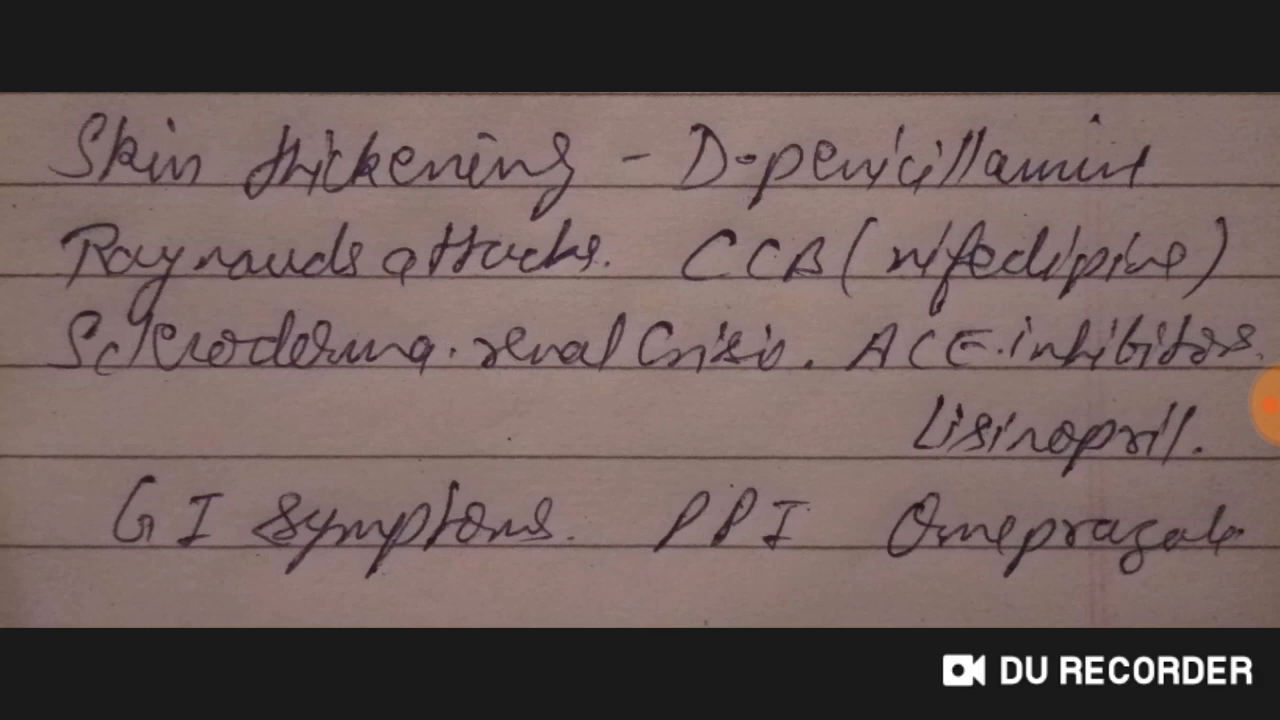 Skin thickening - D-penicillamine
Raynauds attacks. CCB (nifedipine)
Scleroderma. renal Crisis. ACE. inhibitors.
Lisinopril.
GI Symptoms. PPI Omeprazole
DU RECORDER